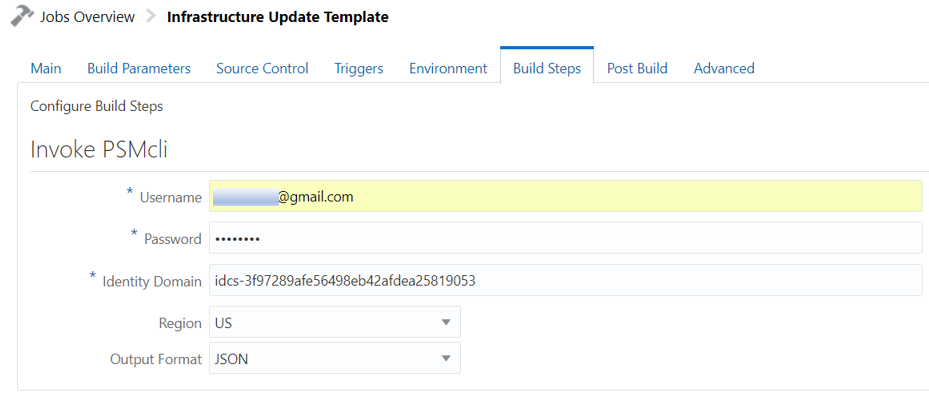 Jobs Overview > Infrastructure Update Template
Main Build Parameters Source Control Triggers Environment Build Steps Post Build Advanced
Configure Build Steps
Invoke PSMcli
* Username @gmail.com
* Password ••••••••
* Identity Domain idcs-3f97289afe56498eb42afdea25819053
Region US
Output Format JSON